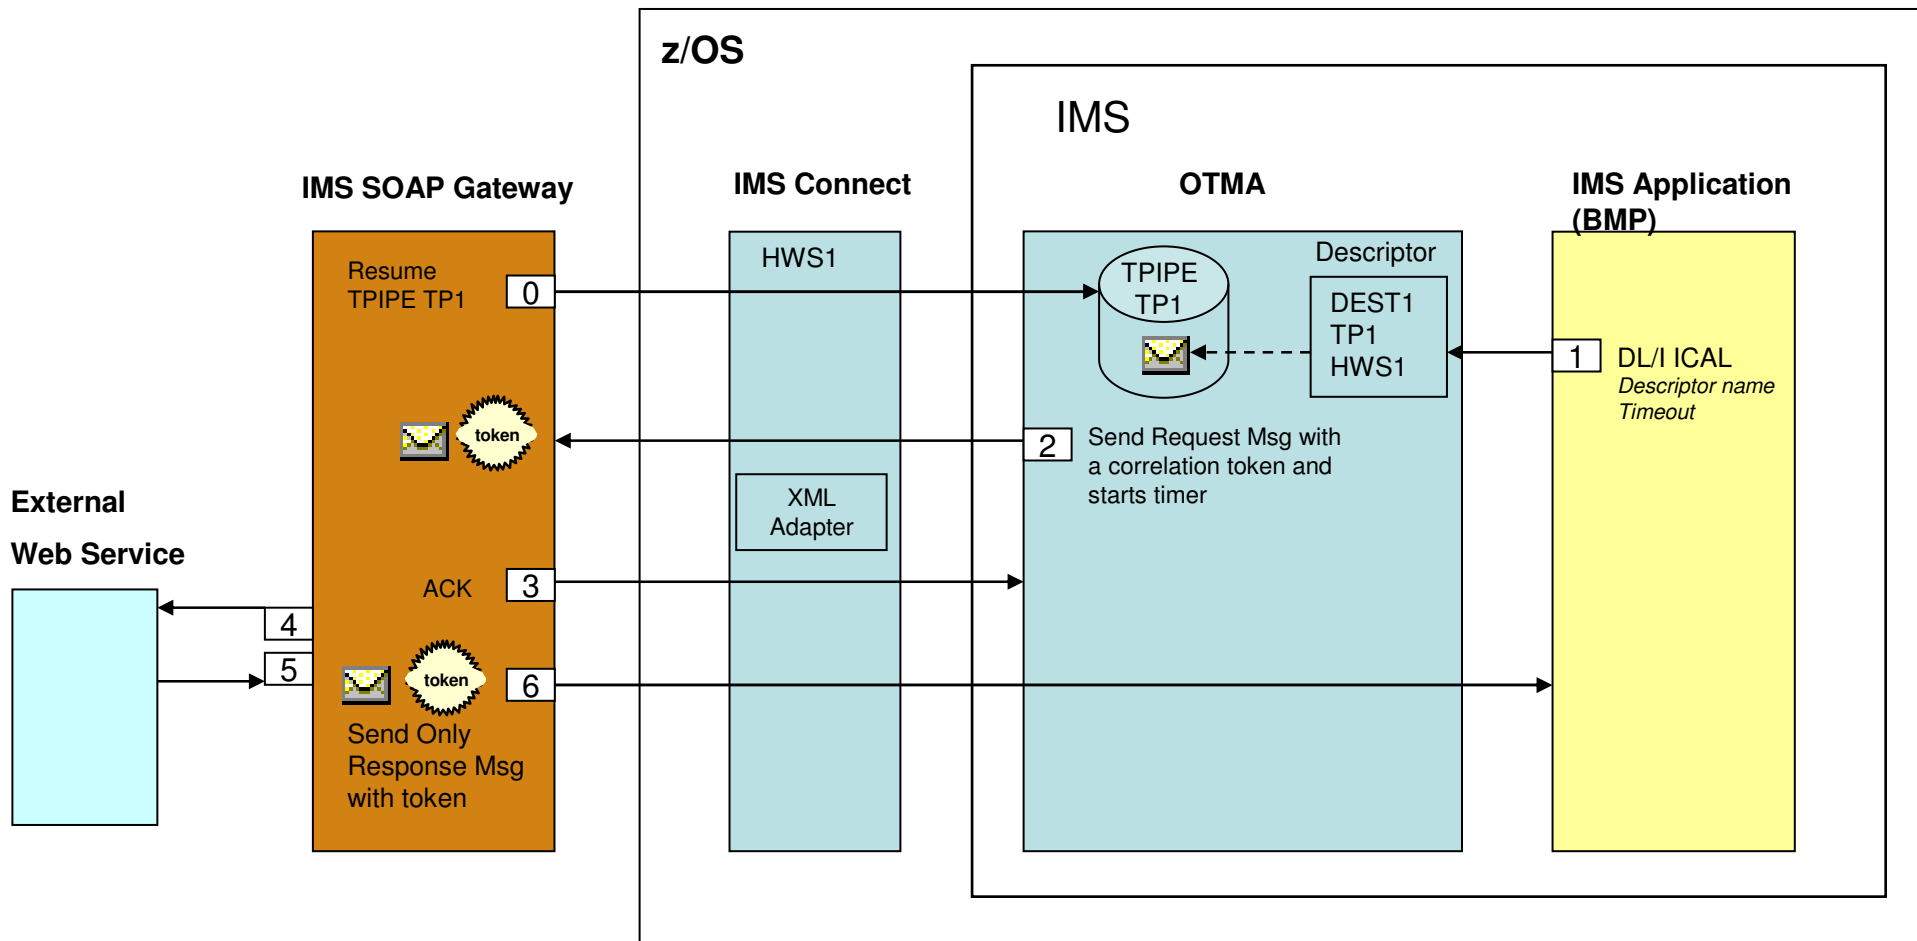 z/OS
IMS
IMS SOAP Gateway
IMS Connect
OTMA
IMS Application
(BMP)
Resume
TPIPE TP1
0
HWS1
TPIPE
TP1
Descriptor
DEST1
TP1
HWS1
1
DL/I ICAL
Descriptor name
Timeout
token
2
Send Request Msg with
a correlation token and
starts timer
XML
Adapter
External
Web Service
ACK
3
4
5
token
6
Send Only
Response Msg
with token